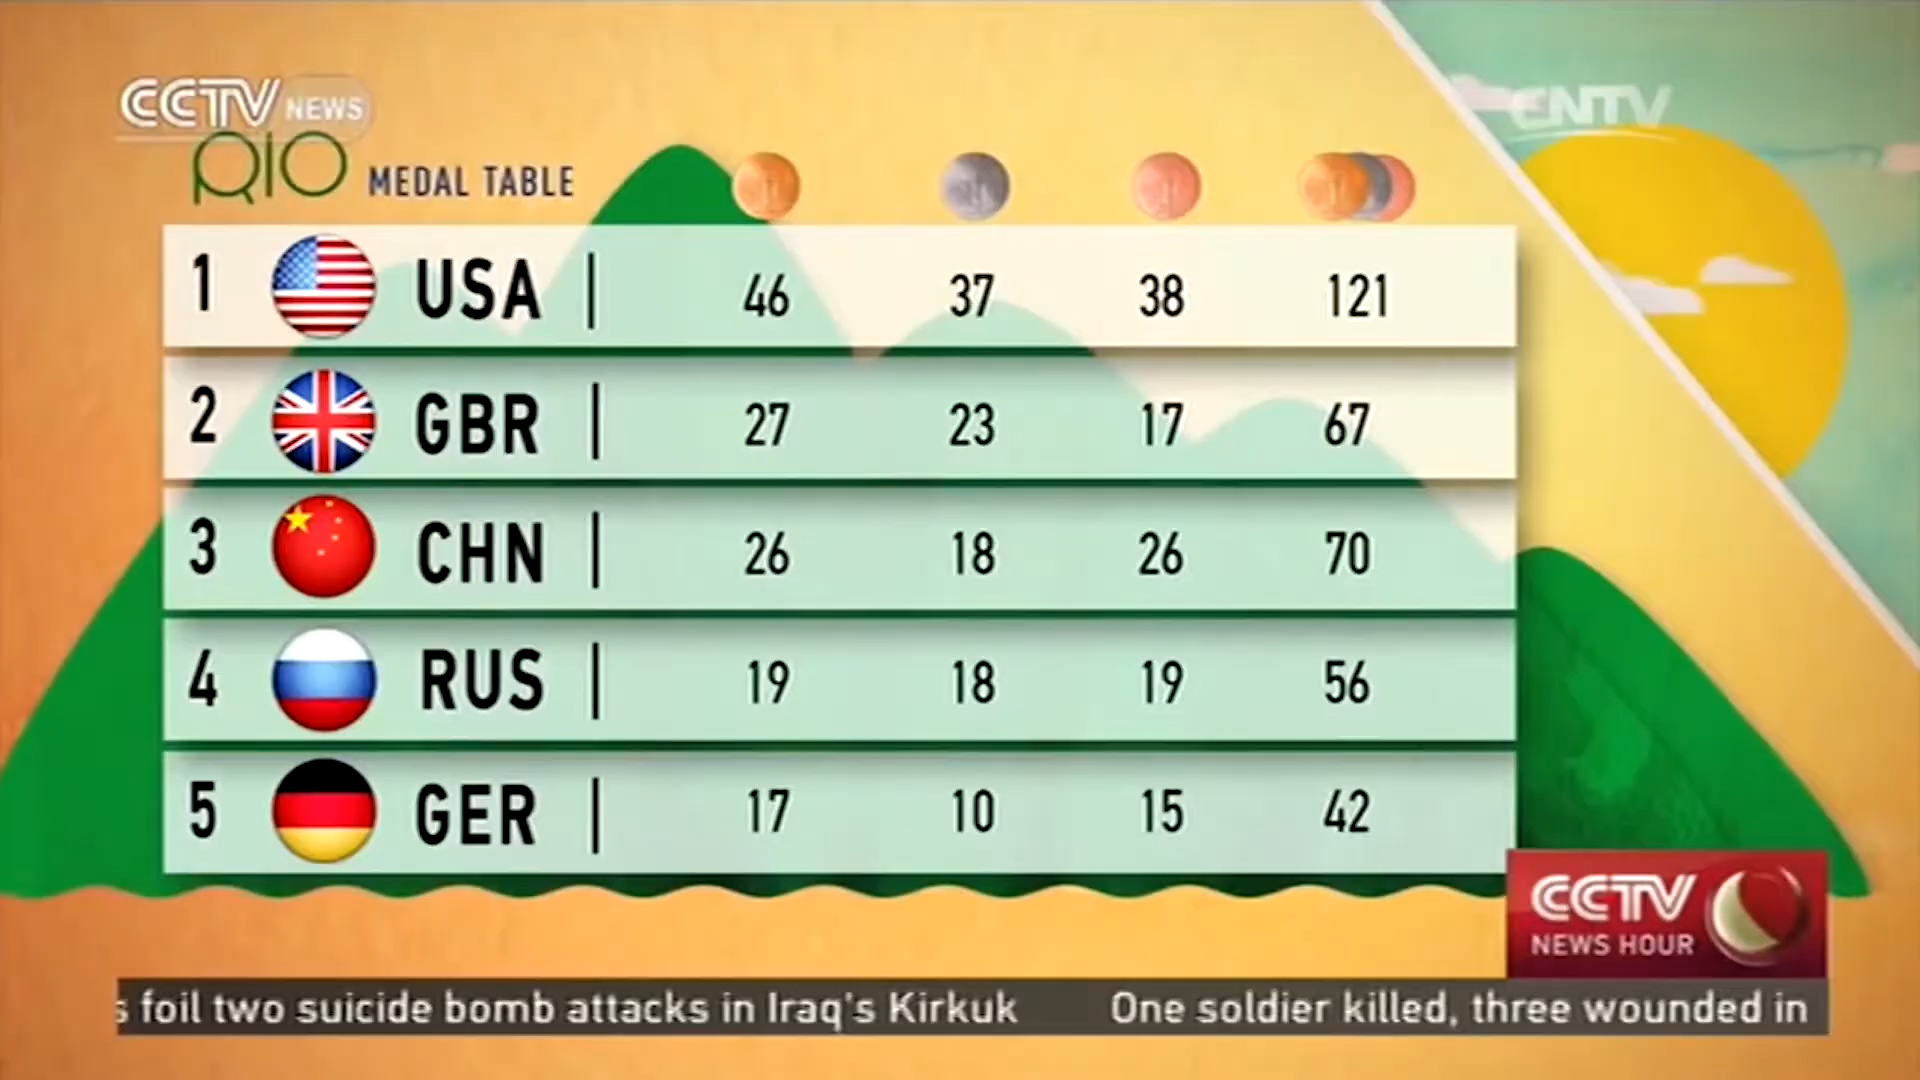 CCTV NEWS
CNTV
RIO MEDAL TABLE
1 USA 46 37 38 121
2 GBR 27 23 17 67
3 CHN 26 18 26 70
4 RUS 19 18 19 56
5 GER 17 10 15 42
CCTV
NEWS HOUR
foil two suicide bomb attacks in Iraq's Kirkuk One soldier killed, three wounded in